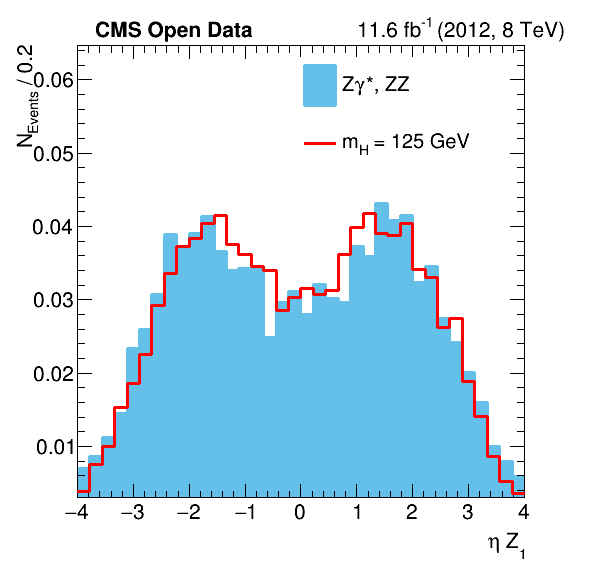 CMS Open Data
11.6 fb⁻¹ (2012, 8 TeV)
N_Events / 0.2
0.06
0.05
0.04
0.03
0.02
0.01
Zγ*, ZZ
m_H = 125 GeV
−4 −3 −2 −1 0 1 2 3 4
η Z₁